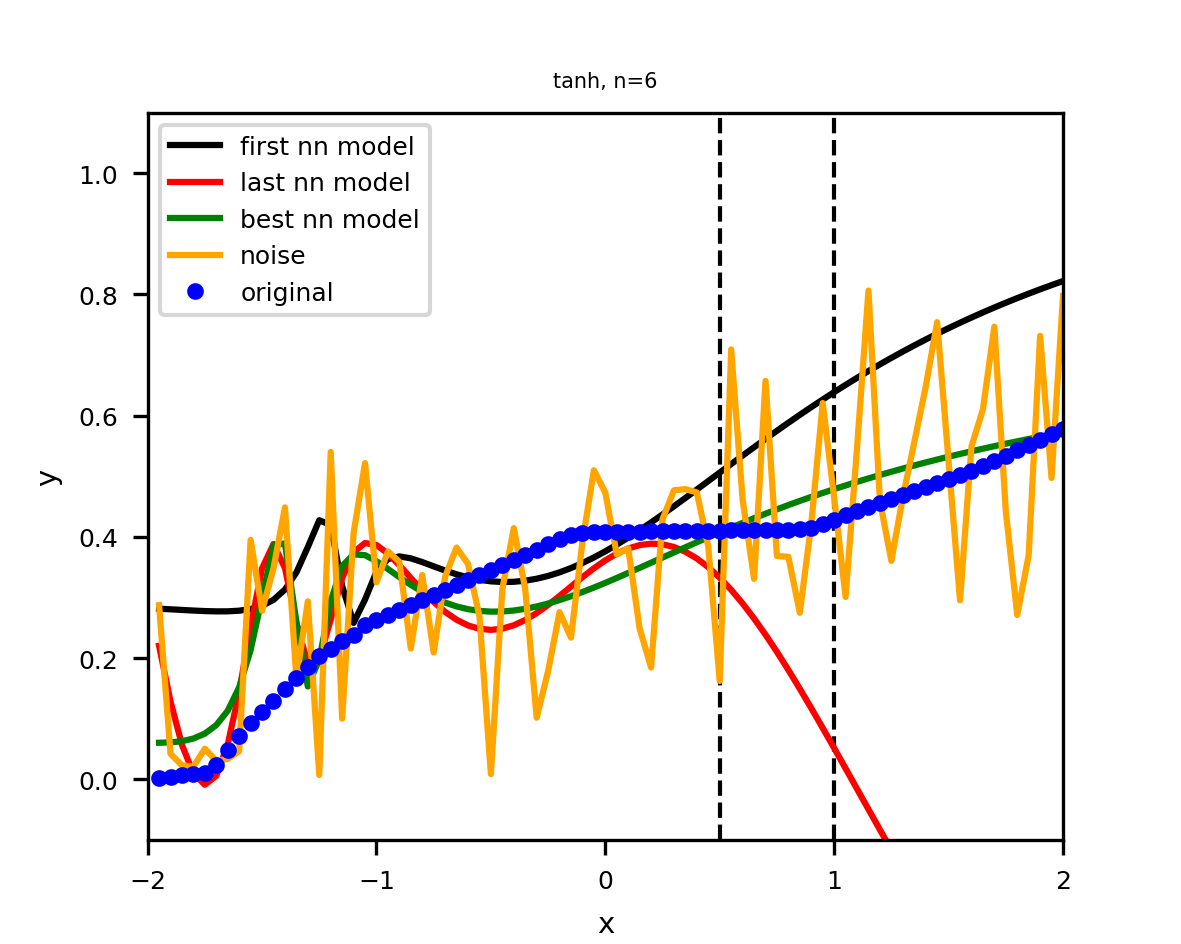 tanh, n=6
first nn model
last nn model
best nn model
noise
original
y
1.0
0.8
0.6
0.4
0.2
0.0
−2
−1
0
1
2
x